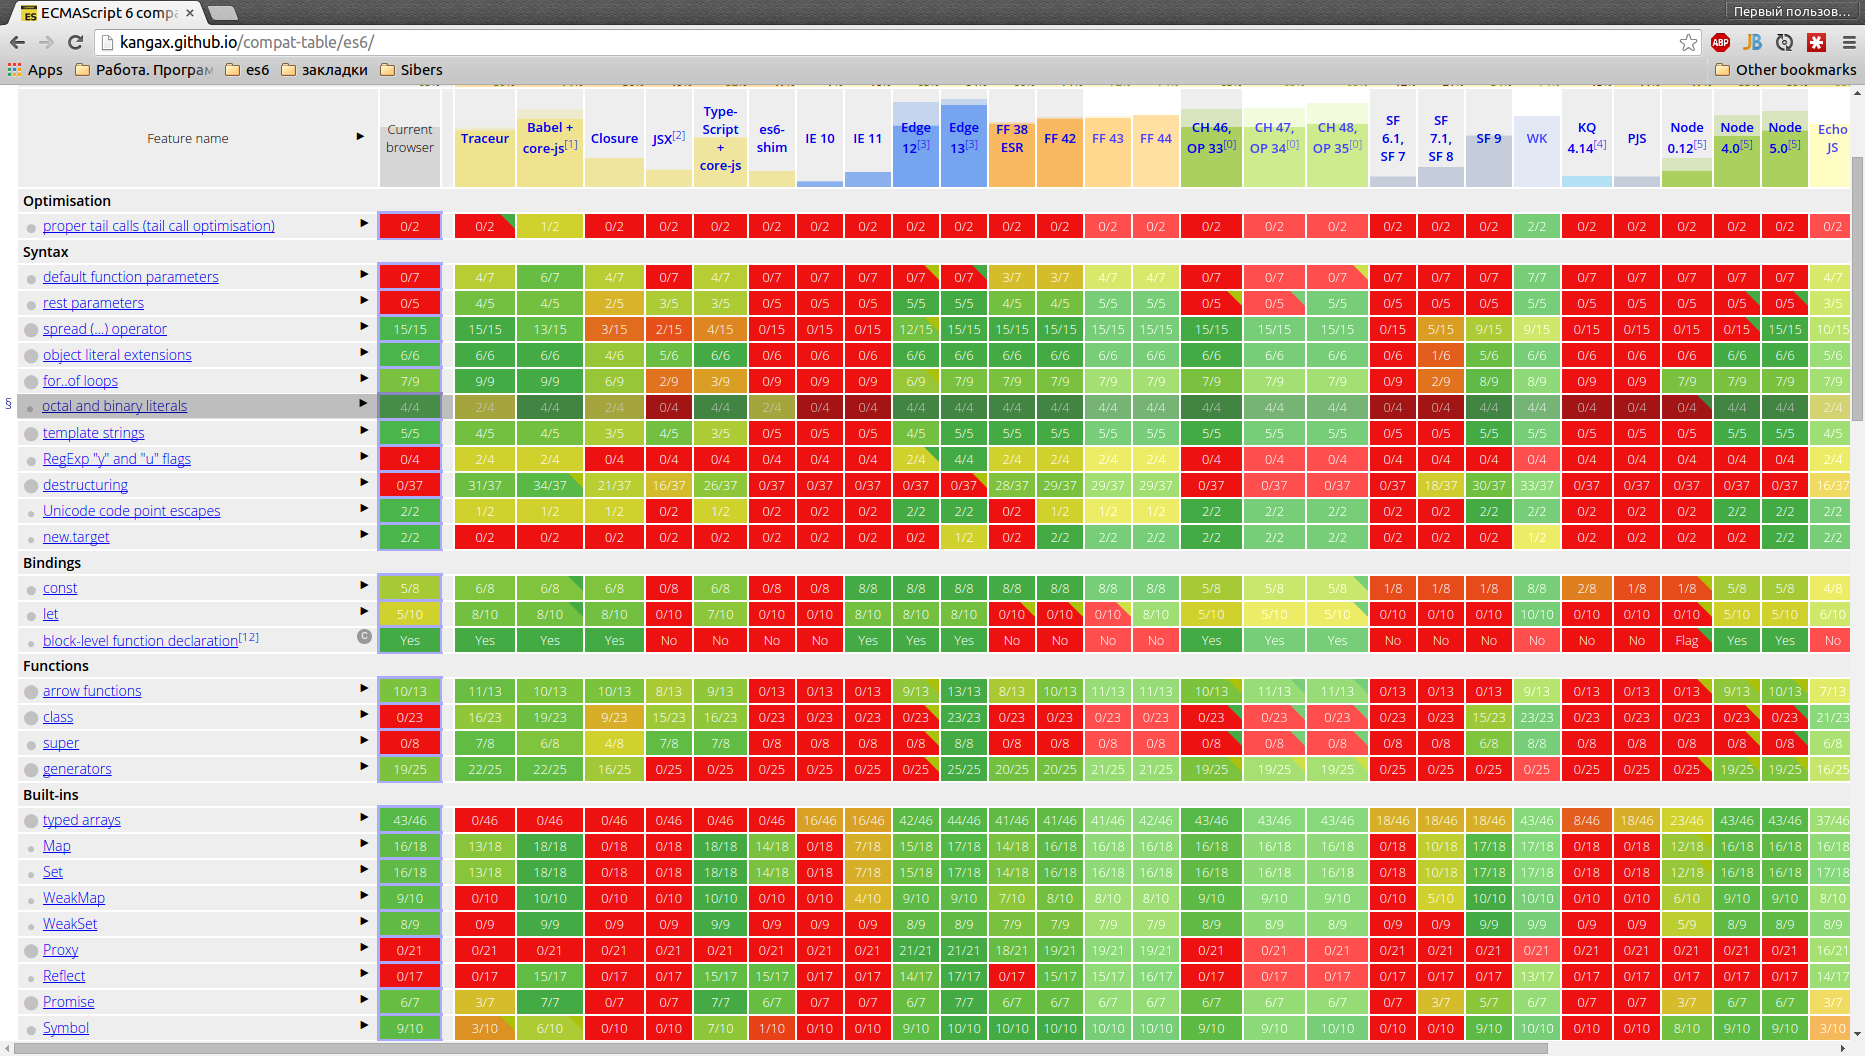 ECMAScript 6 comp
Первый пользов...
kangax.github.io/compat-table/es6/
Apps Работа. Програм es6 закладки Sibers Other bookmarks
Feature name Current browser Traceur Babel + core-js[1] Closure JSX[2] Type-Script + core-js es6-shim IE 10 IE 11 Edge 12[3] Edge 13[3] FF 38 ESR FF 42 FF 43 FF 44 CH 46, OP 33[0] CH 47, OP 34[0] CH 48, OP 35[0] SF 6.1, SF 7 SF 7.1, SF 8 SF 9 WK KQ 4.14[4] PJS Node 0.12[5] Node 4.0[5] Node 5.0[5] Echo JS
Optimisation
proper tail calls (tail call optimisation) 0/2 0/2 1/2 0/2 0/2 0/2 0/2 0/2 0/2 0/2 0/2 0/2 0/2 0/2 0/2 0/2 0/2 0/2 0/2 0/2 0/2 2/2 0/2 0/2 0/2 0/2 0/2 0/2
Syntax
default function parameters 0/7 4/7 6/7 4/7 0/7 4/7 0/7 0/7 0/7 0/7 0/7 3/7 3/7 4/7 4/7 0/7 0/7 0/7 0/7 0/7 0/7 7/7 0/7 0/7 0/7 0/7 0/7 4/7
rest parameters 0/5 4/5 4/5 2/5 3/5 3/5 0/5 0/5 0/5 5/5 5/5 4/5 4/5 5/5 5/5 0/5 0/5 5/5 0/5 0/5 0/5 5/5 0/5 0/5 0/5 0/5 0/5 3/5
spread (...) operator 15/15 15/15 13/15 3/15 2/15 4/15 0/15 0/15 0/15 12/15 15/15 15/15 15/15 15/15 15/15 15/15 15/15 15/15 0/15 5/15 9/15 9/15 0/15 0/15 0/15 0/15 15/15 10/15
object literal extensions 6/6 6/6 6/6 4/6 5/6 6/6 0/6 0/6 0/6 6/6 6/6 6/6 6/6 6/6 6/6 6/6 6/6 6/6 0/6 1/6 5/6 6/6 0/6 0/6 0/6 6/6 6/6 5/6
for..of loops 7/9 9/9 9/9 6/9 2/9 3/9 0/9 0/9 0/9 6/9 7/9 7/9 7/9 7/9 7/9 7/9 7/9 7/9 0/9 2/9 8/9 8/9 0/9 0/9 7/9 7/9 7/9 7/9
§ octal and binary literals 4/4 2/4 4/4 2/4 0/4 4/4 2/4 0/4 0/4 4/4 4/4 4/4 4/4 4/4 4/4 4/4 4/4 4/4 0/4 0/4 4/4 4/4 0/4 0/4 0/4 4/4 4/4 2/4
template strings 5/5 4/5 4/5 3/5 4/5 3/5 0/5 0/5 0/5 4/5 5/5 5/5 5/5 5/5 5/5 5/5 5/5 5/5 0/5 0/5 5/5 5/5 0/5 0/5 0/5 5/5 5/5 4/5
RegExp "y" and "u" flags 0/4 2/4 2/4 0/4 0/4 0/4 0/4 0/4 0/4 2/4 4/4 2/4 2/4 2/4 2/4 0/4 0/4 0/4 0/4 0/4 0/4 0/4 0/4 0/4 0/4 0/4 0/4 2/4
destructuring 0/37 31/37 34/37 21/37 16/37 26/37 0/37 0/37 0/37 0/37 0/37 28/37 29/37 29/37 29/37 0/37 0/37 0/37 0/37 18/37 30/37 33/37 0/37 0/37 0/37 0/37 0/37 16/37
Unicode code point escapes 2/2 1/2 1/2 1/2 0/2 1/2 0/2 0/2 0/2 2/2 2/2 0/2 1/2 1/2 1/2 2/2 2/2 2/2 0/2 0/2 2/2 2/2 0/2 0/2 0/2 2/2 2/2 2/2
new.target 2/2 0/2 0/2 0/2 0/2 0/2 0/2 0/2 0/2 0/2 1/2 0/2 2/2 2/2 2/2 2/2 2/2 2/2 0/2 0/2 0/2 1/2 0/2 0/2 0/2 0/2 2/2 2/2
Bindings
const 5/8 6/8 6/8 6/8 0/8 6/8 0/8 0/8 8/8 8/8 8/8 8/8 8/8 8/8 8/8 5/8 5/8 5/8 1/8 1/8 1/8 8/8 2/8 1/8 1/8 5/8 5/8 4/8
let 5/10 8/10 8/10 8/10 0/10 7/10 0/10 0/10 8/10 8/10 8/10 0/10 0/10 0/10 8/10 5/10 5/10 5/10 0/10 0/10 0/10 10/10 0/10 0/10 0/10 5/10 5/10 6/10
block-level function declaration[12] C Yes Yes Yes Yes No No No No Yes Yes Yes No No No No Yes Yes Yes No No No No No No Flag Yes Yes No
Functions
arrow functions 10/13 11/13 10/13 10/13 8/13 9/13 0/13 0/13 0/13 9/13 13/13 8/13 10/13 11/13 11/13 10/13 11/13 11/13 0/13 0/13 0/13 9/13 0/13 0/13 0/13 9/13 10/13 7/13
class 0/23 16/23 19/23 9/23 15/23 16/23 0/23 0/23 0/23 0/23 23/23 0/23 0/23 0/23 0/23 0/23 0/23 0/23 0/23 0/23 15/23 23/23 0/23 0/23 0/23 0/23 0/23 21/23
super 0/8 7/8 6/8 4/8 7/8 7/8 0/8 0/8 0/8 0/8 8/8 0/8 0/8 0/8 0/8 0/8 0/8 0/8 0/8 0/8 6/8 8/8 0/8 0/8 0/8 0/8 0/8 6/8
generators 19/25 22/25 22/25 16/25 0/25 0/25 0/25 0/25 0/25 0/25 25/25 20/25 20/25 21/25 21/25 19/25 19/25 19/25 0/25 0/25 0/25 0/25 0/25 0/25 0/25 19/25 19/25 16/25
Built-ins
typed arrays 43/46 0/46 0/46 0/46 0/46 0/46 0/46 16/46 16/46 42/46 44/46 41/46 41/46 41/46 42/46 43/46 43/46 43/46 18/46 18/46 18/46 43/46 8/46 18/46 23/46 43/46 43/46 37/46
Map 16/18 13/18 18/18 0/18 0/18 18/18 14/18 0/18 7/18 15/18 17/18 14/18 16/18 16/18 16/18 16/18 16/18 16/18 0/18 10/18 17/18 17/18 0/18 0/18 12/18 16/18 16/18 17/18
Set 16/18 13/18 18/18 0/18 0/18 18/18 14/18 0/18 7/18 15/18 17/18 14/18 16/18 16/18 16/18 16/18 16/18 16/18 0/18 10/18 17/18 17/18 0/18 0/18 12/18 16/18 16/18 17/18
WeakMap 9/10 0/10 10/10 0/10 0/10 10/10 0/10 0/10 4/10 9/10 9/10 7/10 8/10 8/10 8/10 9/10 9/10 9/10 0/10 5/10 10/10 10/10 0/10 0/10 6/10 9/10 9/10 8/10
WeakSet 8/9 0/9 9/9 0/9 0/9 9/9 0/9 0/9 0/9 8/9 8/9 7/9 7/9 7/9 7/9 8/9 8/9 8/9 0/9 0/9 9/9 9/9 0/9 0/9 5/9 8/9 8/9 8/9
Proxy 0/21 0/21 0/21 0/21 0/21 0/21 0/21 0/21 0/21 21/21 21/21 18/21 19/21 19/21 19/21 0/21 0/21 0/21 0/21 0/21 0/21 0/21 0/21 0/21 0/21 0/21 0/21 16/21
Reflect 0/17 0/17 15/17 0/17 0/17 15/17 15/17 0/17 0/17 14/17 17/17 0/17 15/17 15/17 16/17 0/17 0/17 0/17 0/17 0/17 0/17 13/17 0/17 0/17 0/17 0/17 0/17 14/17
Promise 6/7 3/7 7/7 0/7 0/7 7/7 6/7 0/7 0/7 6/7 7/7 6/7 6/7 6/7 6/7 6/7 6/7 6/7 0/7 3/7 5/7 6/7 0/7 0/7 3/7 6/7 6/7 3/7
Symbol 9/10 3/10 6/10 0/10 0/10 7/10 1/10 0/10 0/10 9/10 10/10 10/10 10/10 10/10 10/10 9/10 9/10 10/10 0/10 0/10 9/10 10/10 0/10 0/10 8/10 9/10 9/10 3/10